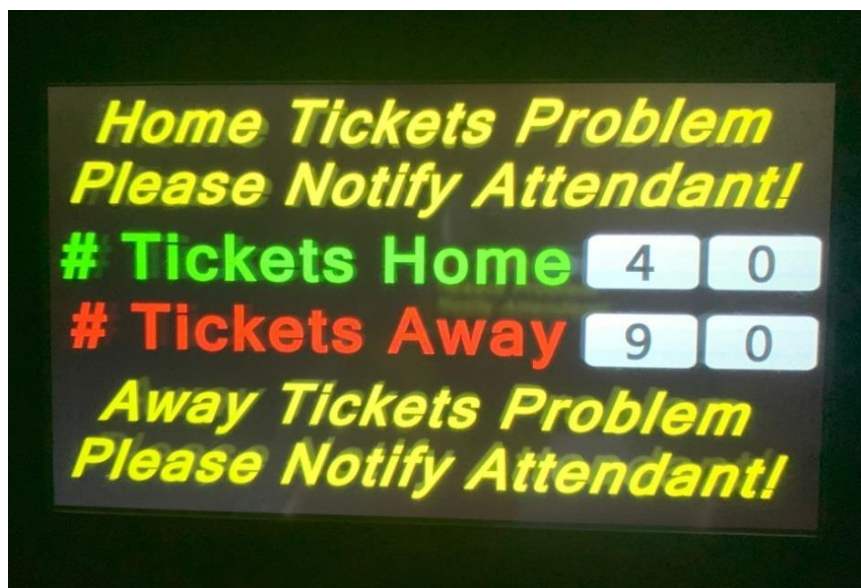 Home Tickets Problem
Please Notify Attendant!
# Tickets Home 4 0
# Tickets Away 9 0
Away Tickets Problem
Please Notify Attendant!